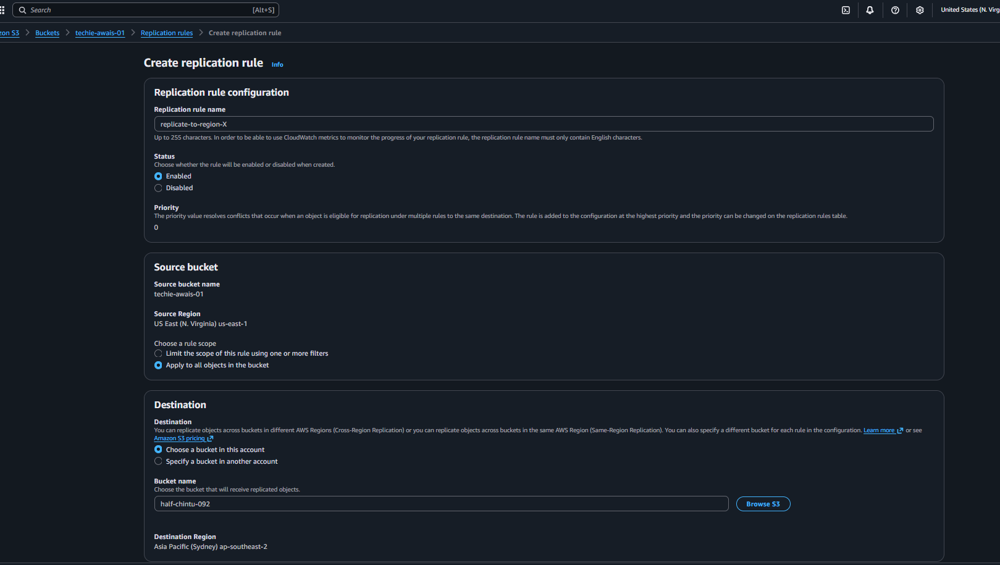 Search [Alt+S] United States (N. Virg
zon S3 > Buckets > techie-awais-01 > Replication rules > Create replication rule
Create replication rule Info
Replication rule configuration
Replication rule name
replicate-to-region-X
Up to 255 characters. In order to be able to use CloudWatch metrics to monitor the progress of your replication rule, the replication rule name must only contain English characters.
Status
Choose whether the rule will be enabled or disabled when created.
Enabled
Disabled
Priority
The priority value resolves conflicts that occur when an object is eligible for replication under multiple rules to the same destination. The rule is added to the configuration at the highest priority and the priority can be changed on the replication rules table.
0
Source bucket
Source bucket name
techie-awais-01
Source Region
US East (N. Virginia) us-east-1
Choose a rule scope
Limit the scope of this rule using one or more filters
Apply to all objects in the bucket
Destination
Destination
You can replicate objects across buckets in different AWS Regions (Cross-Region Replication) or you can replicate objects across buckets in the same AWS Region (Same-Region Replication). You can also specify a different bucket for each rule in the configuration. Learn more or see
Amazon S3 pricing
Choose a bucket in this account
Specify a bucket in another account
Bucket name
Choose the bucket that will receive replicated objects.
half-chintu-092 Browse S3
Destination Region
Asia Pacific (Sydney) ap-southeast-2